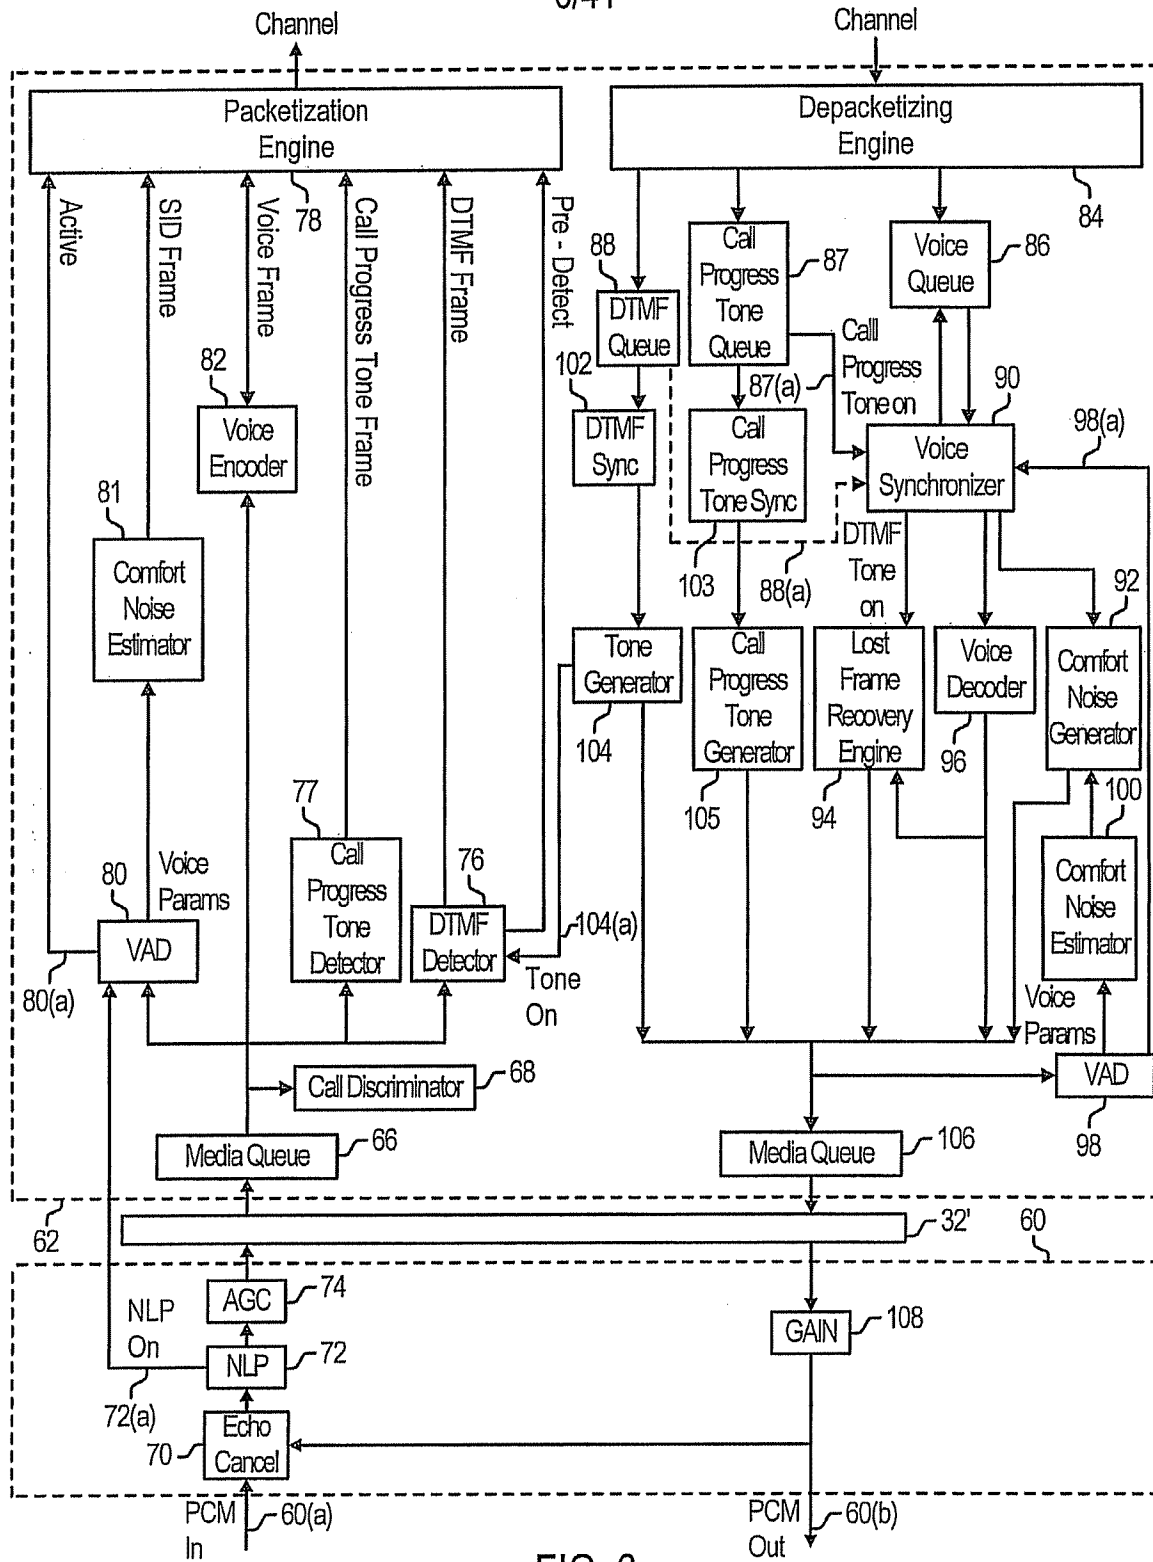 Channel
Channel
Packetization
Engine
78
Depacketizing
Engine
84
Active
SID Frame
Voice Frame
Call Progress Tone Frame
DTMF Frame
Pre - Detect
88
DTMF
Queue
Call
Progress
Tone
Queue
87
Voice
Queue
86
87(a)
Call
Progress
Tone on
82
Voice
Encoder
102
DTMF
Sync
Call
Progress
Tone Sync
103
90
Voice
Synchronizer
98(a)
88(a)
DTMF
Tone
on
81
Comfort
Noise
Estimator
Tone
Generator
104
Call
Progress
Tone
Generator
105
Lost
Frame
Recovery
Engine
94
Voice
Decoder
96
92
Comfort
Noise
Generator
100
Comfort
Noise
Estimator
77
Call
Progress
Tone
Detector
76
DTMF
Detector
104(a)
Tone
On
80
VAD
Voice
Params
80(a)
Voice
Params
VAD
98
Call Discriminator
68
Media Queue
66
Media Queue
106
62
32'
60
NLP
On
AGC
74
NLP
72
72(a)
GAIN
108
70
Echo
Cancel
PCM
In
60(a)
PCM
Out
60(b)